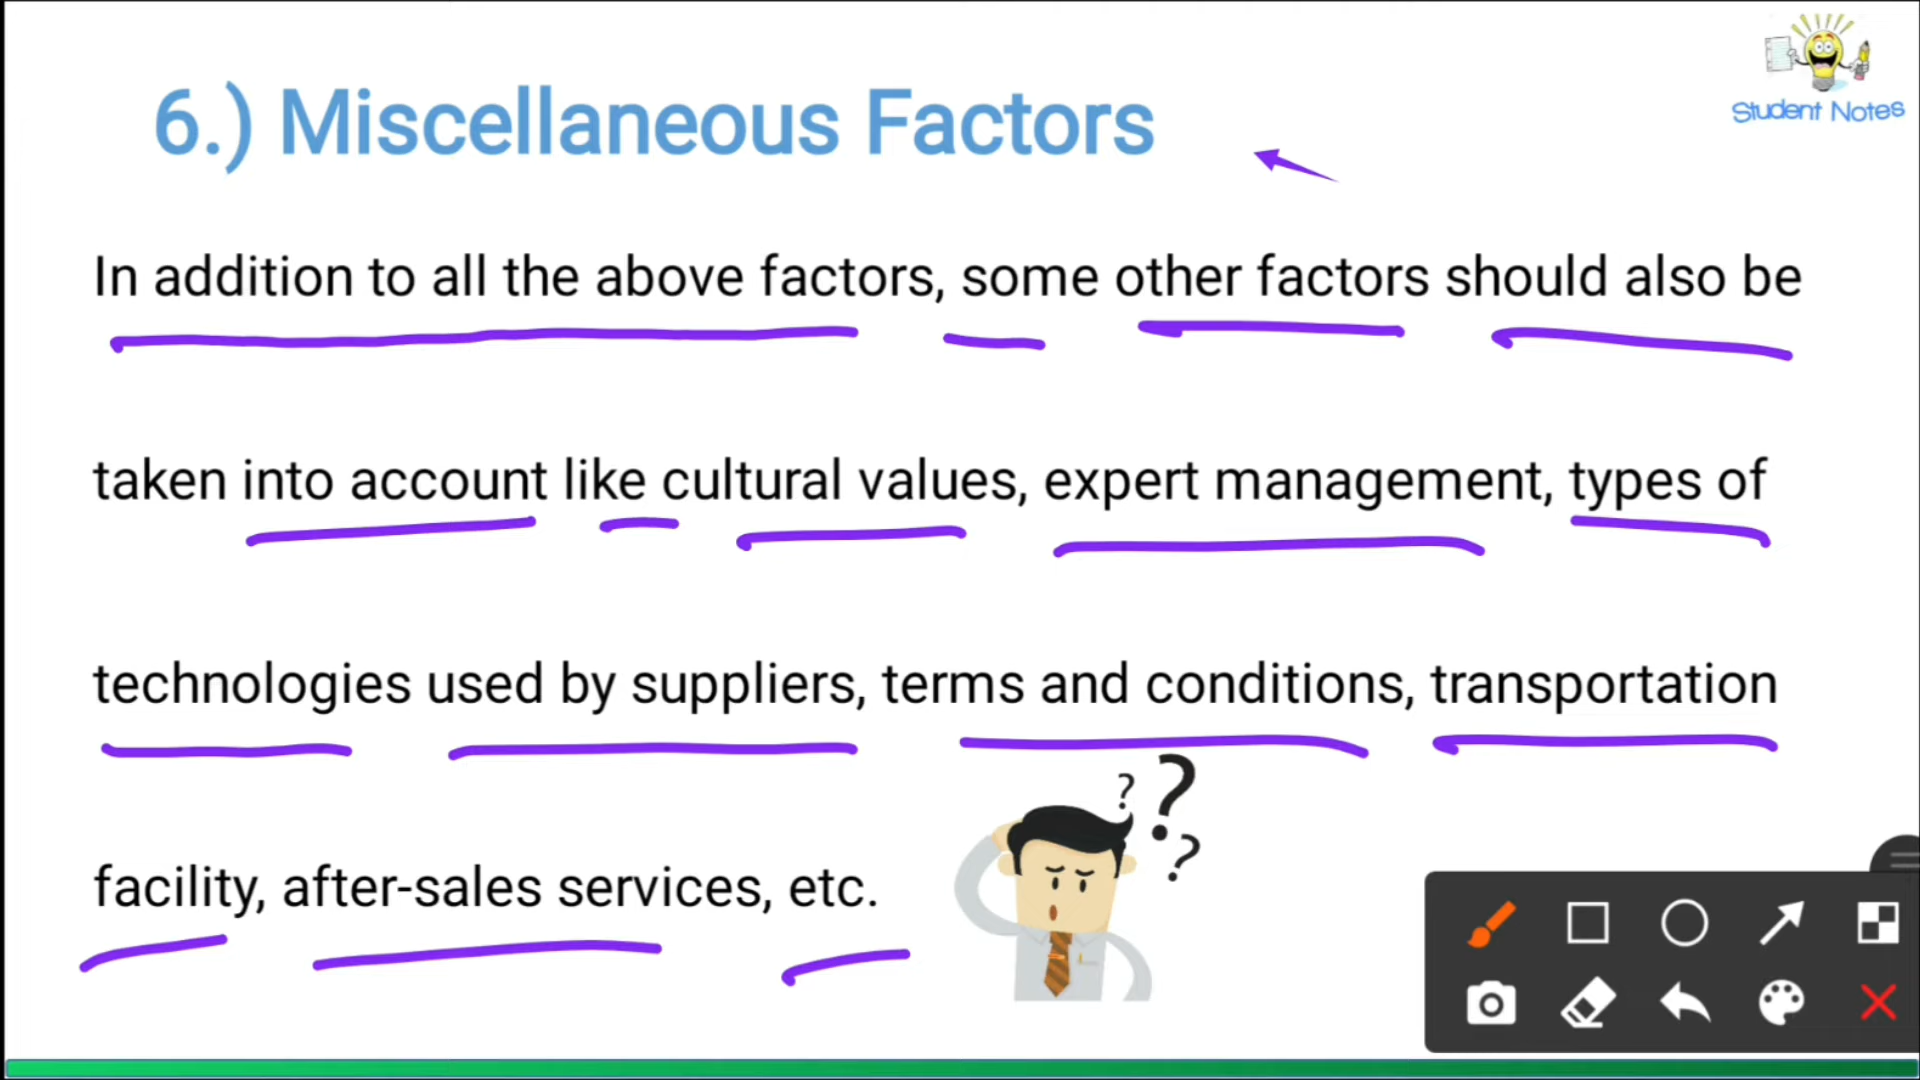 Student Notes
6.) Miscellaneous Factors
In addition to all the above factors, some other factors should also be
taken into account like cultural values, expert management, types of
technologies used by suppliers, terms and conditions, transportation
facility, after-sales services, etc.
? ?
?